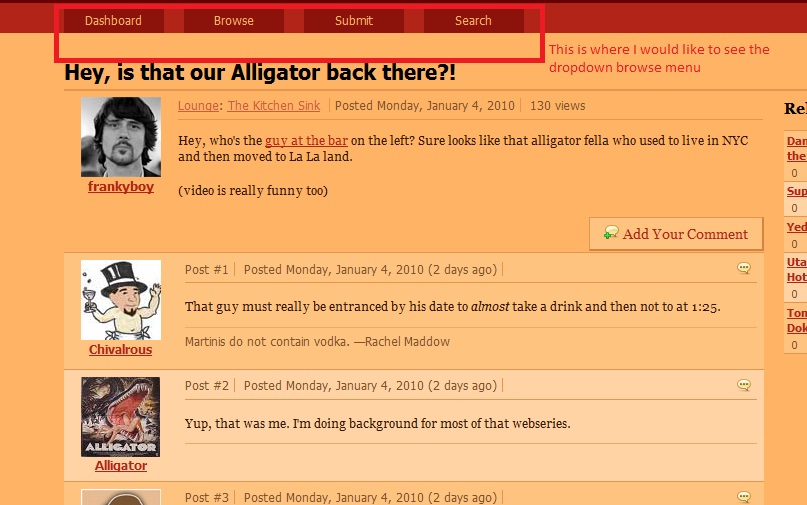 Dashboard
Browse
Submit
Search
This is where I would like to see the
dropdown browse menu
Hey, is that our Alligator back there?!
Lounge: The Kitchen Sink
Posted Monday, January 4, 2010
130 views
Hey, who's the guy at the bar on the left? Sure looks like that alligator fella who used to live in NYC
and then moved to La La land.
(video is really funny too)
frankyboy
Add Your Comment
Post #1
Posted Monday, January 4, 2010 (2 days ago)
That guy must really be entranced by his date to almost take a drink and then not to at 1:25.
Martinis do not contain vodka. —Rachel Maddow
Chivalrous
Post #2
Posted Monday, January 4, 2010 (2 days ago)
Yup, that was me. I'm doing background for most of that webseries.
ALLIGATOR
Alligator
Post #3
Posted Monday, January 4, 2010 (2 days ago)
Rel
Dan
the
0
Sup
0
Yed
0
Uta
Hot
0
Ton
Dok
0